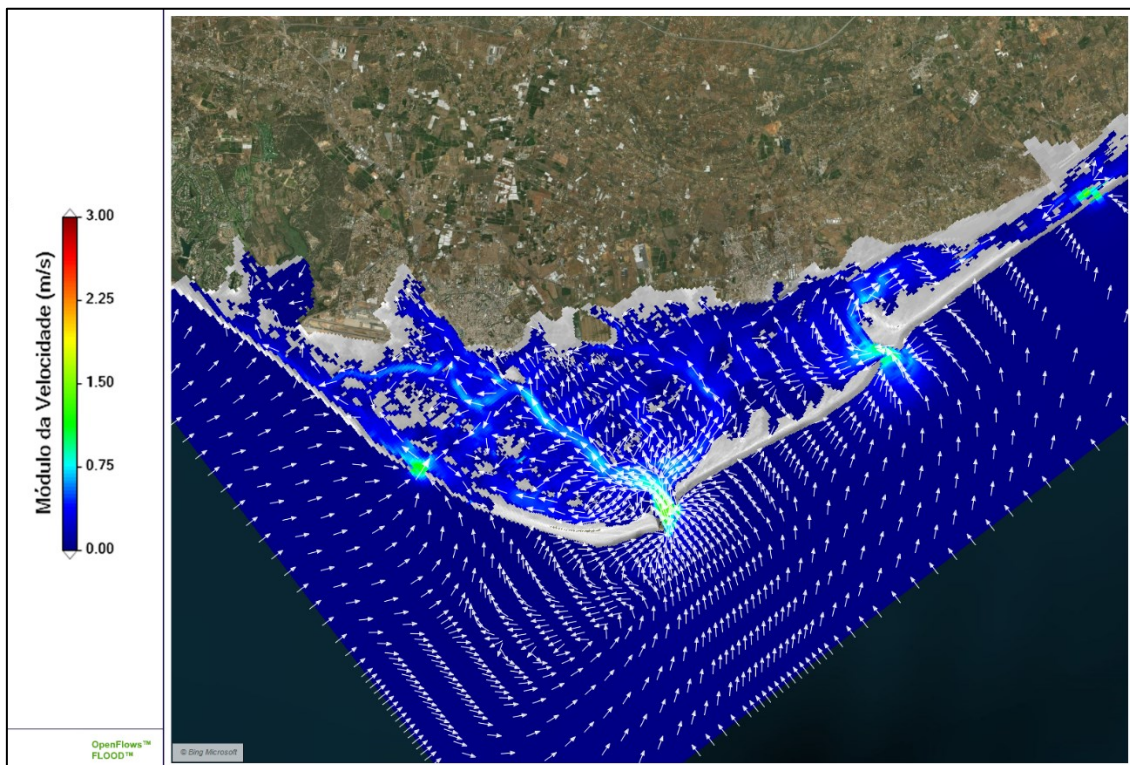 Módulo da Velocidade (m/s)
3.00
2.25
1.50
0.75
0.00
OpenFlows™
FLOOD™
© Bing Microsoft